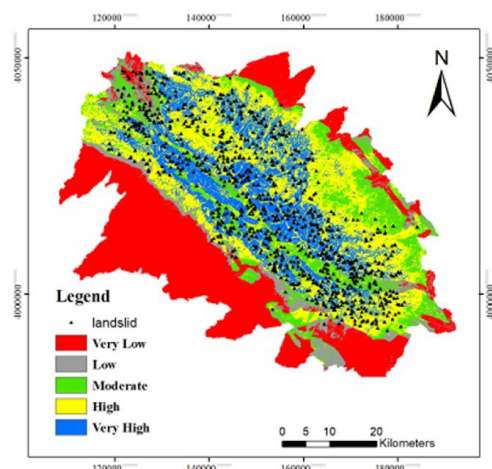 120000 140000 160000 180000
4050000 4050000
N
4000000 4000000
Legend
landslid
Very Low
Low
Moderate
High
Very High
0 5 10 20
Kilometers
120000 140000 160000 180000